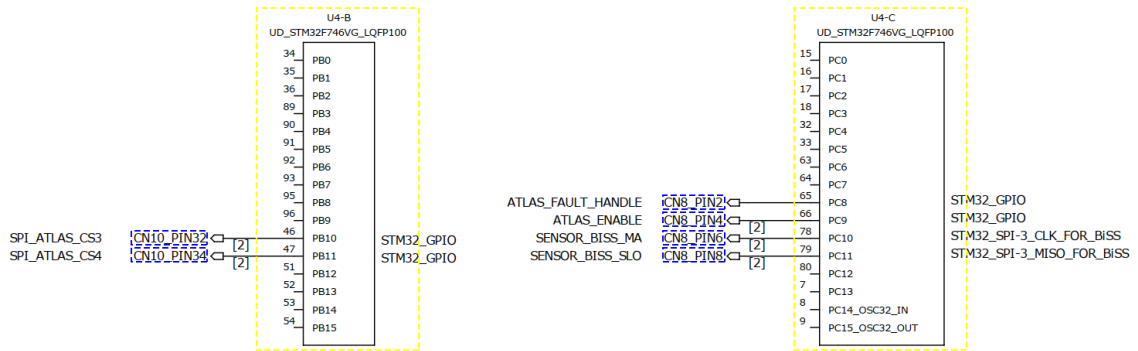 U4-B
UD_STM32F746VG_LQFP100
34 PB0
35 PB1
36 PB2
89 PB3
90 PB4
91 PB5
92 PB6
93 PB7
95 PB8
96 PB9
SPI_ATLAS_CS3 CN10_PIN32 [2] 46 PB10 STM32_GPIO
SPI_ATLAS_CS4 CN10_PIN34 [2] 47 PB11 STM32_GPIO
51 PB12
52 PB13
53 PB14
54 PB15
U4-C
UD_STM32F746VG_LQFP100
15 PC0
16 PC1
17 PC2
18 PC3
32 PC4
33 PC5
63 PC6
64 PC7
ATLAS_FAULT_HANDLE CN8_PIN2 65 PC8 STM32_GPIO
ATLAS_ENABLE CN8_PIN4 [2] 66 PC9 STM32_GPIO
SENSOR_BISS_MA CN8_PIN6 [2] 78 PC10 STM32_SPI-3_CLK_FOR_BiSS
SENSOR_BISS_SLO CN8_PIN8 [2] 79 PC11 STM32_SPI-3_MISO_FOR_BiSS
80 PC12
7 PC13
8 PC14_OSC32_IN
9 PC15_OSC32_OUT